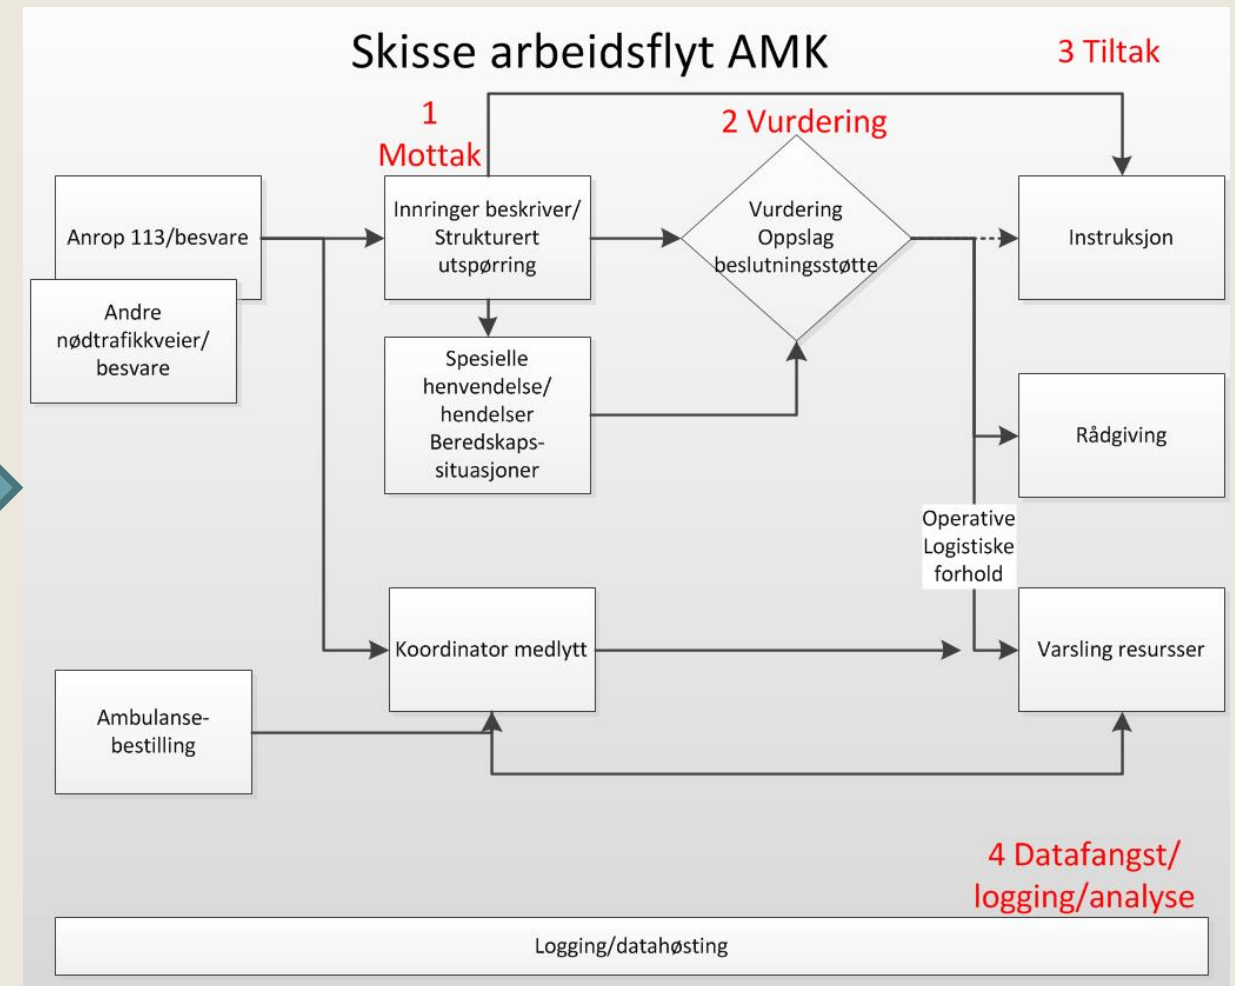 Skisse arbeidsflyt AMK
3 Tiltak
1
Mottak
2 Vurdering
Anrop 113/besvare
Andre
nødtrafikkveier/
besvare
Innringer beskriver/
Strukturert
utspørring
Vurdering
Oppslag
beslutningsstøtte
Instruksjon
Spesielle
henvendelse/
hendelser
Beredskaps-
situasjoner
Rådgiving
Operative
Logistiske
forhold
Koordinator medlytt
Varsling resursser
Ambulanse-
bestilling
4 Datafangst/
logging/analyse
Logging/datahøsting